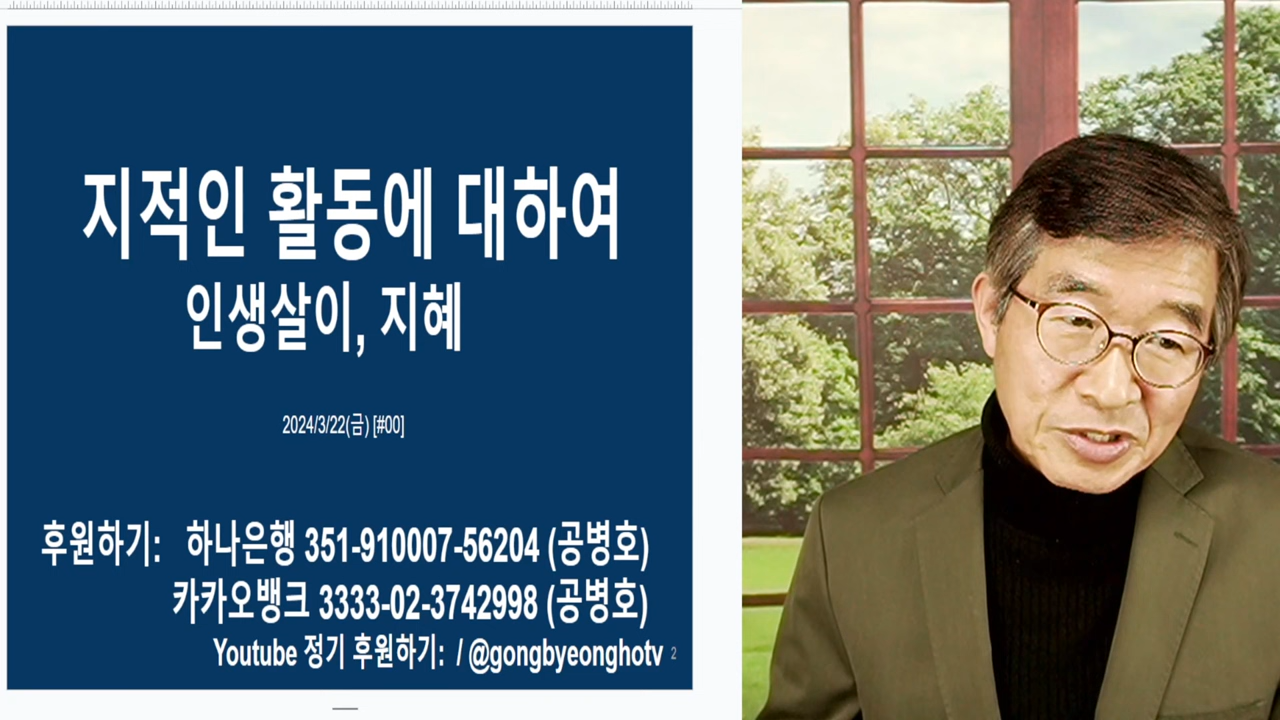 지적인 활동에 대하여
인생살이, 지혜
2024/3/22(금) [#00]
후원하기: 하나은행 351-910007-56204 (공병호)
카카오뱅크 3333-02-3742998 (공병호)
Youtube 정기 후원하기: / @gongbyeonghotv 2